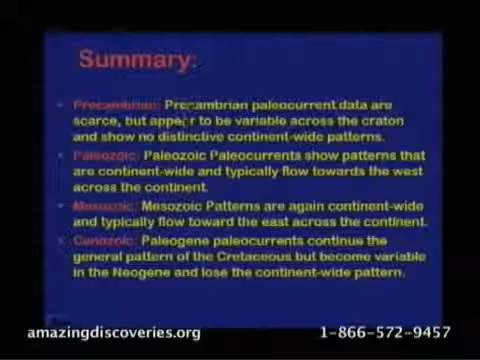 Summary:
Precambrian: Precambrian paleocurrent data are
scarce, but appear to be variable across the craton
and show no distinctive continent-wide patterns.
Paleozoic: Paleozoic Paleocurrents show patterns that
are continent-wide and typically flow towards the west
across the continent.
Mesozoic: Mesozoic Patterns are again continent-wide
and typically flow toward the east across the continent.
Cenozoic: Paleogene paleocurrents continue the
general pattern of the Cretaceous but become variable
in the Neogene and lose the continent-wide pattern.
amazingdiscoveries.org
1-866-572-9457